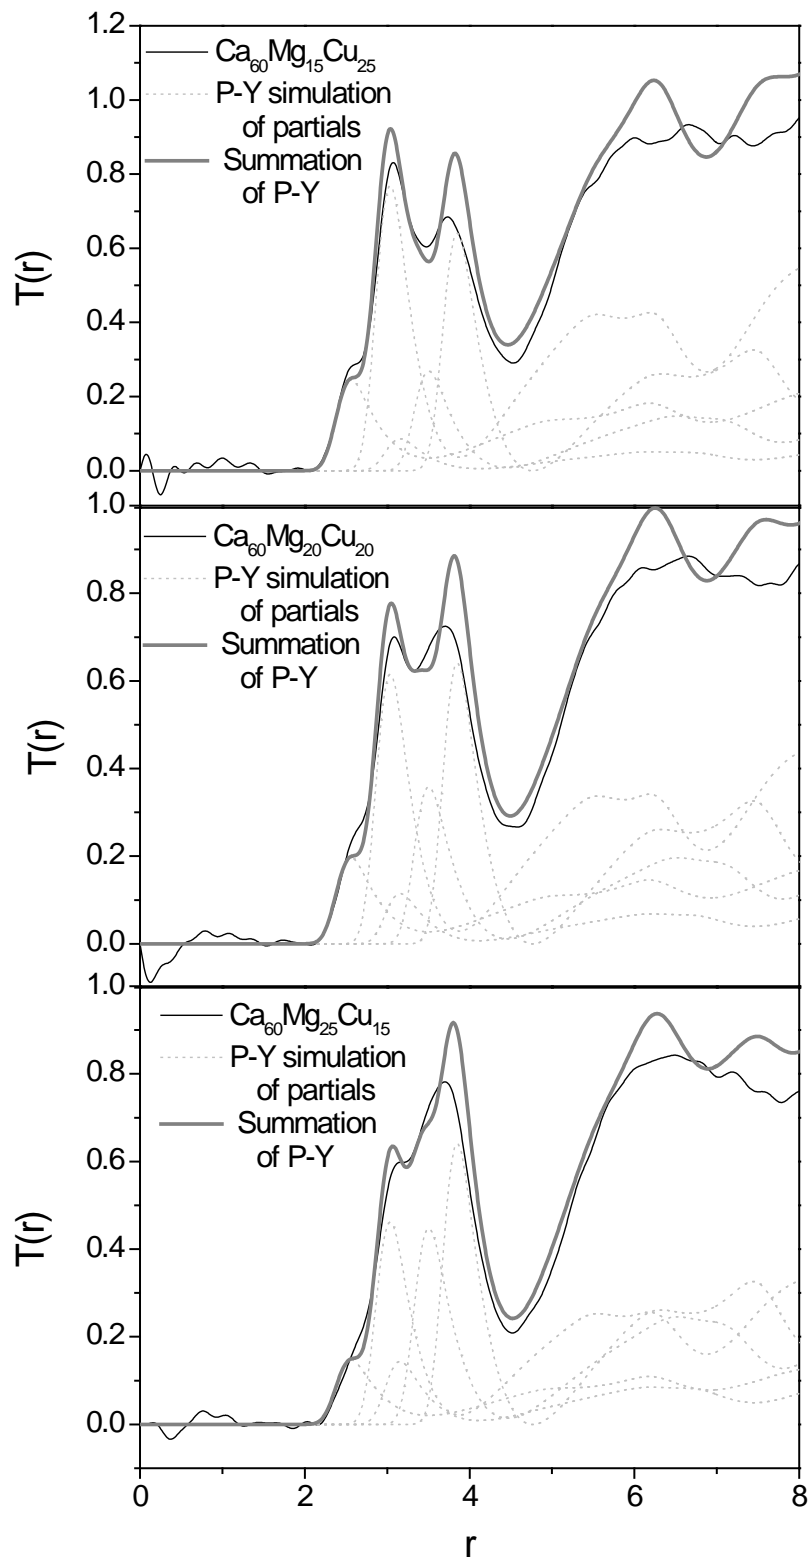 1.2
Ca₆₀Mg₁₅Cu₂₅
P-Y simulation
of partials
Summation
of P-Y
1.0
0.8
0.6
0.4
0.2
0.0
T(r)
1.0
Ca₆₀Mg₂₀Cu₂₀
P-Y simulation
of partials
Summation
of P-Y
0.8
0.6
0.4
0.2
0.0
T(r)
1.0
Ca₆₀Mg₂₅Cu₁₅
P-Y simulation
of partials
Summation
of P-Y
0.8
0.6
0.4
0.2
0.0
T(r)
0 2 4 6 8
r